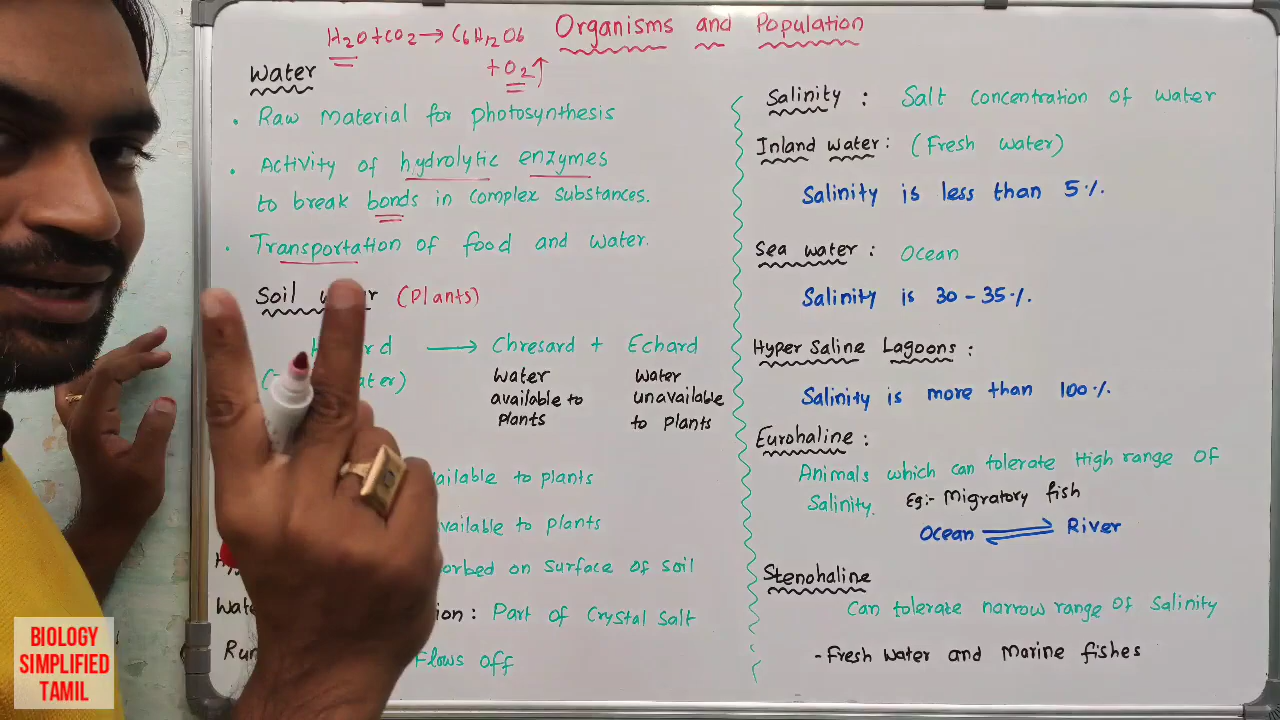 Organisms and Population
H2O+CO2→C6H12O6
+O2↑
Water
• Raw Material for photosynthesis
• Activity of hydrolytic enzymes
to break bonds in complex substances.
• Transportation of food and water.
Soil (Plants)
→ Chresard + Echard
Water available to plants
Water unavailable to plants
to plants
to plants
on surface of soil
: Part of Crystal Salt
Flows off
Salinity : Salt concentration of water
Inland water: (Fresh water)
Salinity is less than 5%.
Sea water: Ocean
Salinity is 30-35%.
Hyper Saline Lagoons:
Salinity is more than 100%.
Eurohaline:
Animals which can tolerate High range of
Salinity. Eg:- Migratory fish
Ocean ⇌ River
Stenohaline
Can tolerate narrow range of Salinity
- Fresh water and Marine fishes
BIOLOGY
SIMPLIFIED
TAMIL